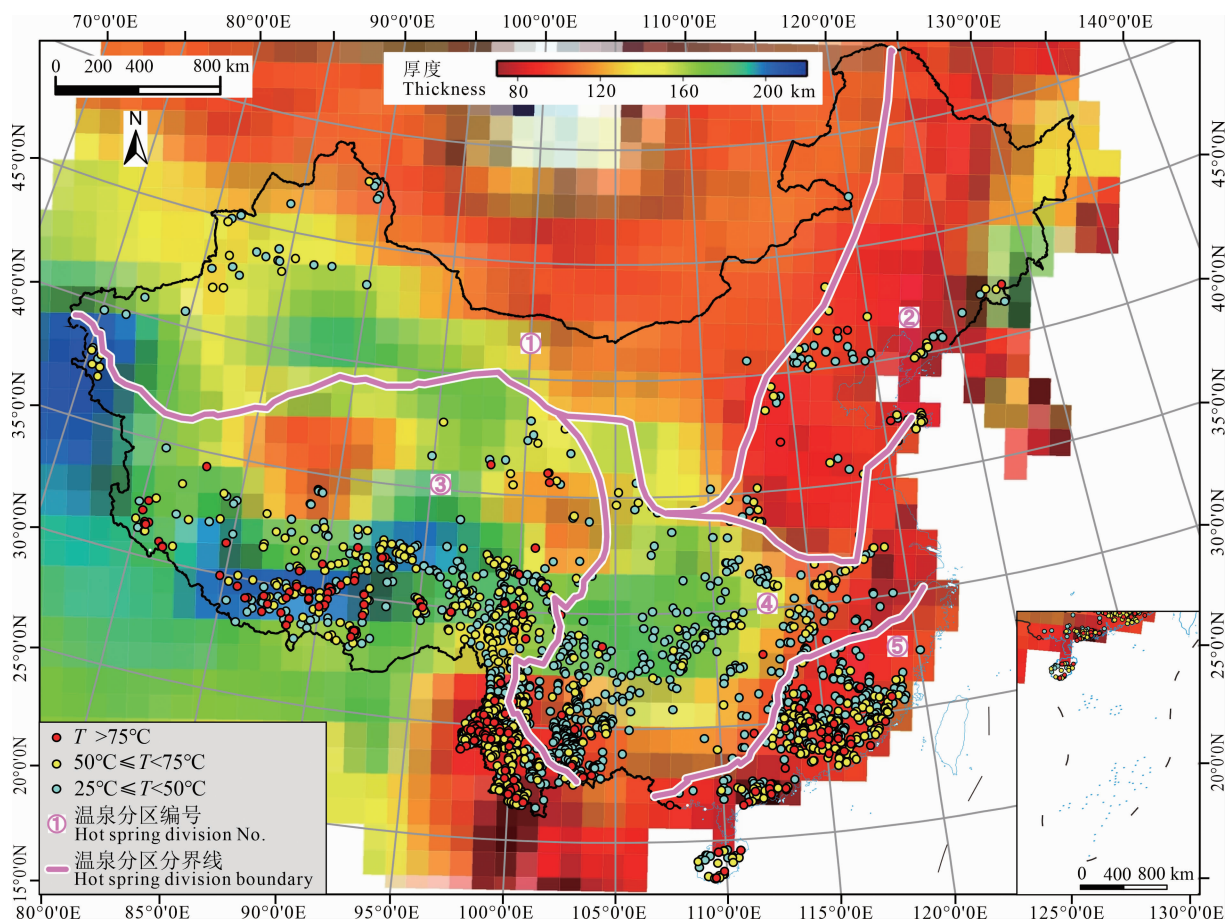 70°0′0″E 80°0′0″E 90°0′0″E 100°0′0″E 110°0′0″E 120°0′0″E 130°0′0″E 140°0′0″E
0 200 400 800 km
厚度
Thickness
80 120 160 200 km
N
45°0′0″N
40°0′0″N
35°0′0″N
30°0′0″N
25°0′0″N
20°0′0″N
15°0′0″N
45°0′0″N
40°0′0″N
35°0′0″N
30°0′0″N
25°0′0″N
20°0′0″N
①
②
③
④
⑤
T >75℃
50℃≤T<75℃
25℃≤T<50℃
① 温泉分区编号
Hot spring division No.
温泉分区分界线
Hot spring division boundary
0 400 800 km
80°0′0″E 85°0′0″E 90°0′0″E 95°0′0″E 100°0′0″E 105°0′0″E 110°0′0″E 115°0′0″E 120°0′0″E 125°0′0″E 130°0′0″E